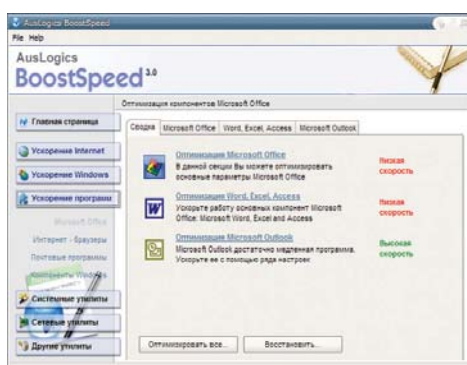 AusLogics BoostSpeed
File Help
AusLogics
BoostSpeed 3.0
Оптимизация компонентов Microsoft Office
Главная страница
Ускорение Internet
Ускорение Windows
Ускорение программ
Microsoft Office
Интернет - браузеры
Почтовые программы
Компоненты Windows
Системные утилиты
Сетевые утилиты
Другие утилиты
Сводка Microsoft Office Word, Excel, Access Microsoft Outlook
Оптимизация Microsoft Office
В данной секции Вы можете оптимизировать
основные параметры Microsoft Office
Низкая
скорость
Оптимизация Word, Excel, Access
Ускорьте работу основных компонент Microsoft
Office: Microsoft Word, Excel and Access
Низкая
скорость
Оптимизация Microsoft Outlook
Microsoft Outlook достаточно медленная программа.
Ускорьте ее с помощью ряда настроек
Высокая
скорость
Оптимизировать все... Восстановить...